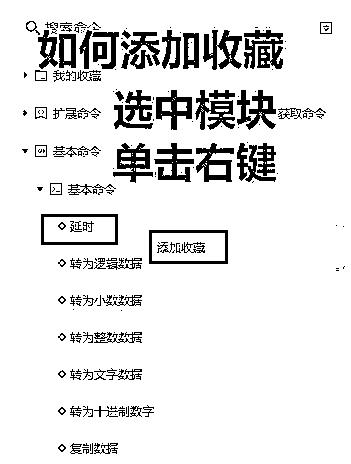 搜索命令
如何添加收藏
我的收藏
选中模块
扩展命令
获取命令
单击右键
基本命令
基本命令
延时
添加收藏
转为逻辑数据
转为小数数据
转为整数数据
转为文字数据
转为十进制数字
复制数据